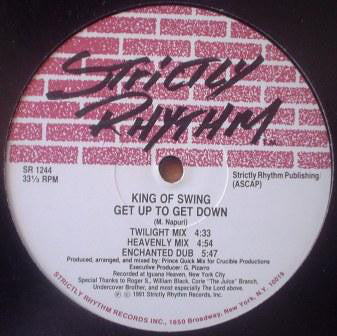 STRICTLY
RHYTHM TM
SR 1244
33⅓ RPM
Strictly Rhythm Publishing
(ASCAP)
KING OF SWING
GET UP TO GET DOWN
(M. Napuri)
TWILIGHT MIX 4:33
HEAVENLY MIX 4:54
ENCHANTED DUB 5:47
Produced, arranged, and mixed by: Prince Quick Mix for Crucible Productions
Executive Producer: G. Pizarro
Recorded at Iguana Heaven, New York City
Special Thanks to Roger S., William Black, Corie "The Juice" Branch,
Undercover Brother, and most especially The Lord above.
Ⓟ © 1991 Strictly Rhythm Records, Inc.
STRICTLY RHYTHM RECORDS INC., 1650 Broadway, New York, N.Y. 10019